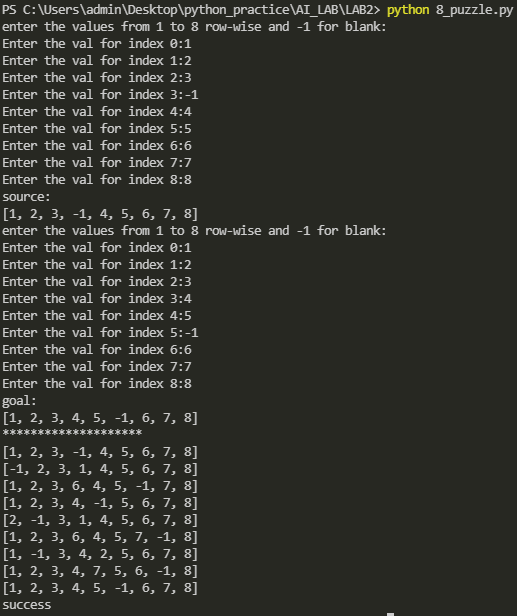 PS C:\Users\admin\Desktop\python_practice\AI_LAB\LAB2> python 8_puzzle.py
enter the values from 1 to 8 row-wise and -1 for blank:
Enter the val for index 0:1
Enter the val for index 1:2
Enter the val for index 2:3
Enter the val for index 3:-1
Enter the val for index 4:4
Enter the val for index 5:5
Enter the val for index 6:6
Enter the val for index 7:7
Enter the val for index 8:8
source:
[1, 2, 3, -1, 4, 5, 6, 7, 8]
enter the values from 1 to 8 row-wise and -1 for blank:
Enter the val for index 0:1
Enter the val for index 1:2
Enter the val for index 2:3
Enter the val for index 3:4
Enter the val for index 4:5
Enter the val for index 5:-1
Enter the val for index 6:6
Enter the val for index 7:7
Enter the val for index 8:8
goal:
[1, 2, 3, 4, 5, -1, 6, 7, 8]
********************
[1, 2, 3, -1, 4, 5, 6, 7, 8]
[-1, 2, 3, 1, 4, 5, 6, 7, 8]
[1, 2, 3, 6, 4, 5, -1, 7, 8]
[1, 2, 3, 4, -1, 5, 6, 7, 8]
[2, -1, 3, 1, 4, 5, 6, 7, 8]
[1, 2, 3, 6, 4, 5, 7, -1, 8]
[1, -1, 3, 4, 2, 5, 6, 7, 8]
[1, 2, 3, 4, 7, 5, 6, -1, 8]
[1, 2, 3, 4, 5, -1, 6, 7, 8]
success